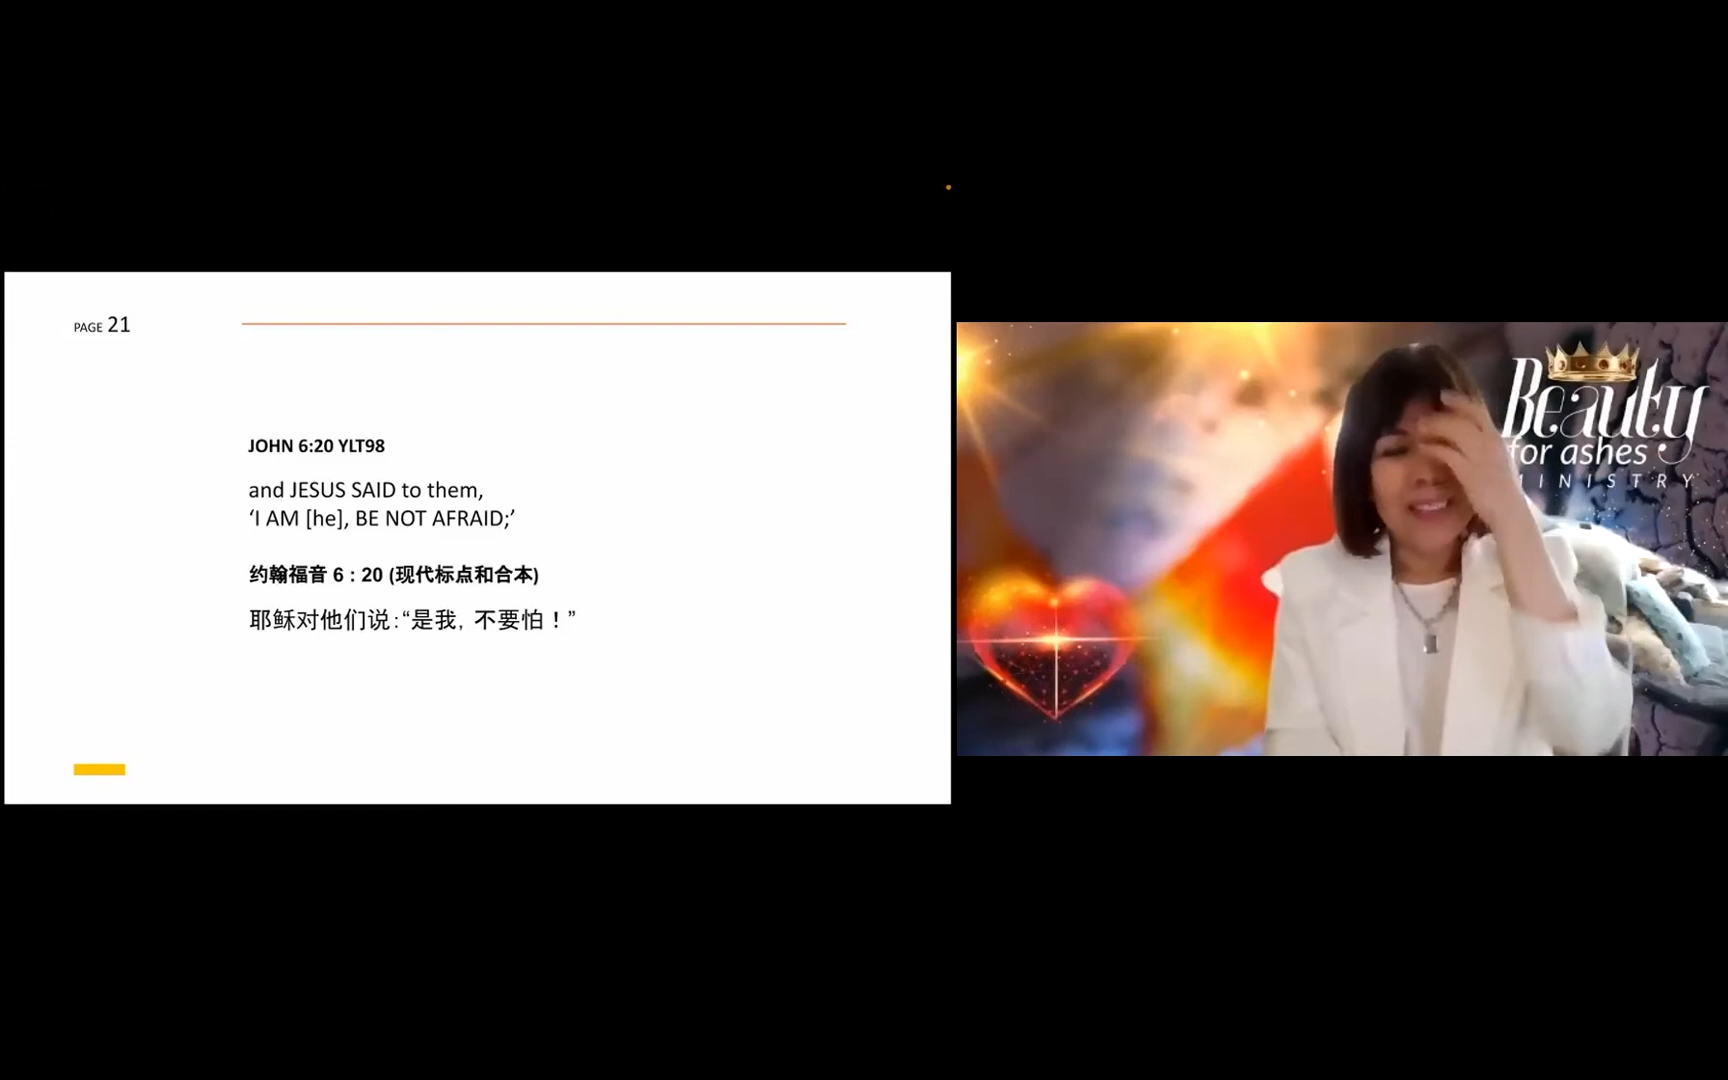 PAGE 21
JOHN 6:20 YLT98
and JESUS SAID to them,
‘I AM [he], BE NOT AFRAID;’
约翰福音 6 : 20 (现代标点和合本)
耶稣对他们说：“是我，不要怕！”
Beauty
for ashes
MINISTRY